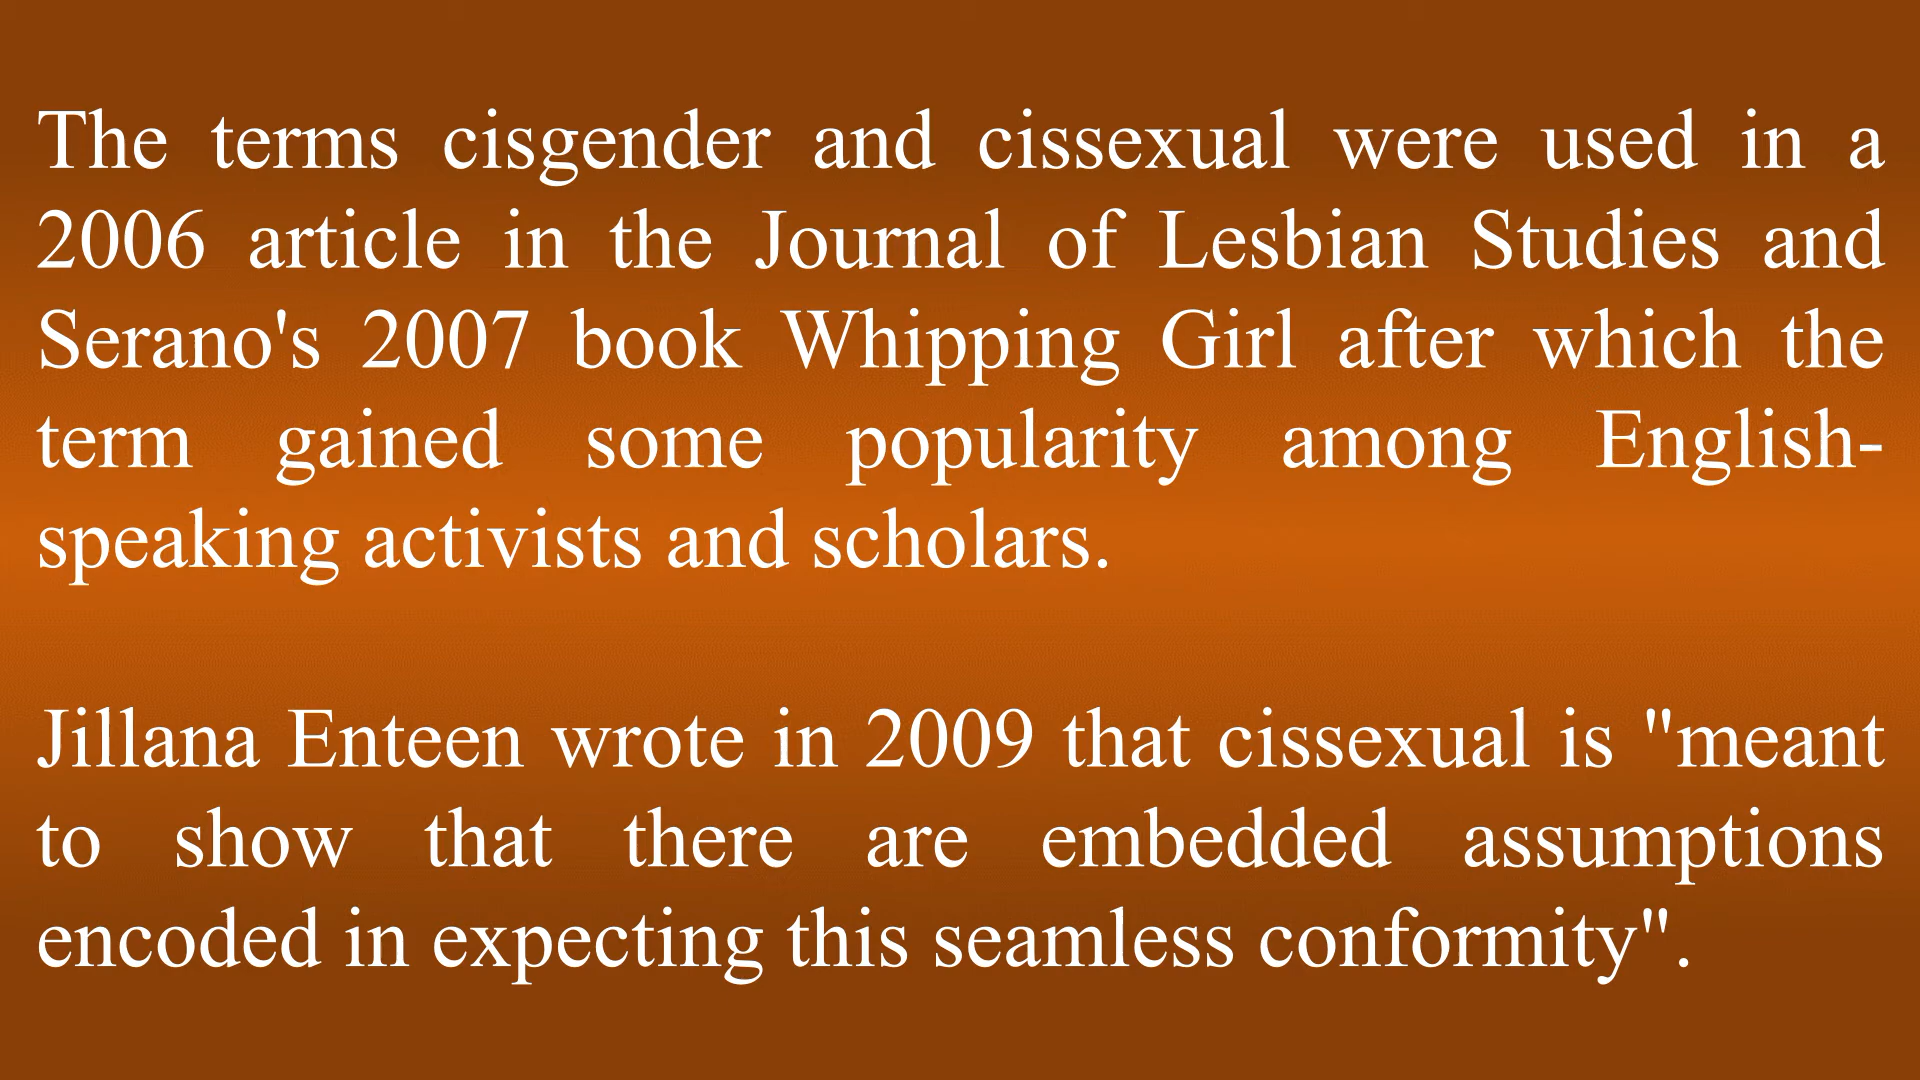 The terms cisgender and cissexual were used in a
2006 article in the Journal of Lesbian Studies and
Serano's 2007 book Whipping Girl after which the
term gained some popularity among English-
speaking activists and scholars.
Jillana Enteen wrote in 2009 that cissexual is "meant
to show that there are embedded assumptions
encoded in expecting this seamless conformity".